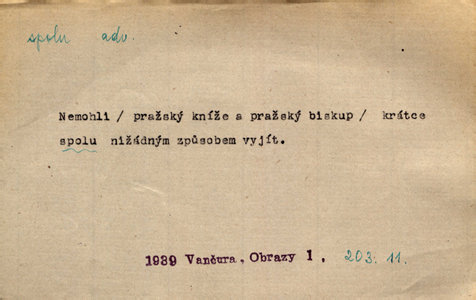 spolu adv.
Nemohli / pražský kníže a pražský biskup / krátce
spolu nižádným způsobem vyjít.
1939 Vančura, Obrazy 1, 203. 11.